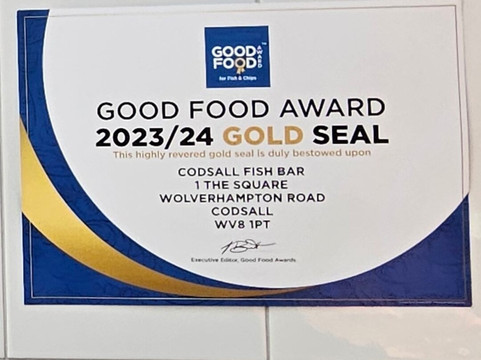 GOOD
FOOD
AWARD
for Fish & Chips
GOOD FOOD AWARD
2023/24 GOLD SEAL
This highly revered gold seal is duly bestowed upon
CODSALL FISH BAR
1 THE SQUARE
WOLVERHAMPTON ROAD
CODSALL
WV8 1PT
Executive Editor, Good Food Awards